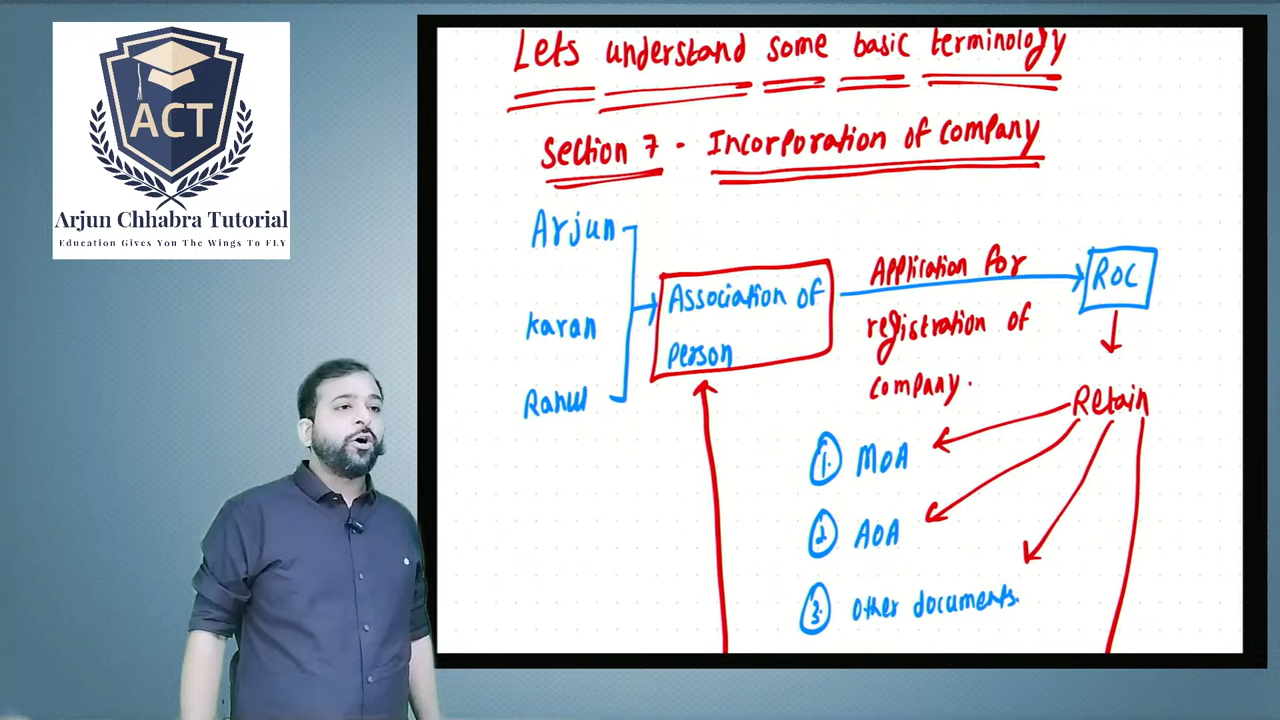 ACT
Arjun Chhabra Tutorial
Education Gives You The Wings To FLY
Lets understand some basic terminology
Section 7 - Incorporation of company
Arjun
Karan
Rahul
Association of
person
Application for
registration of
company.
ROC
Retain
1. MOA
2. AOA
3. Other documents.